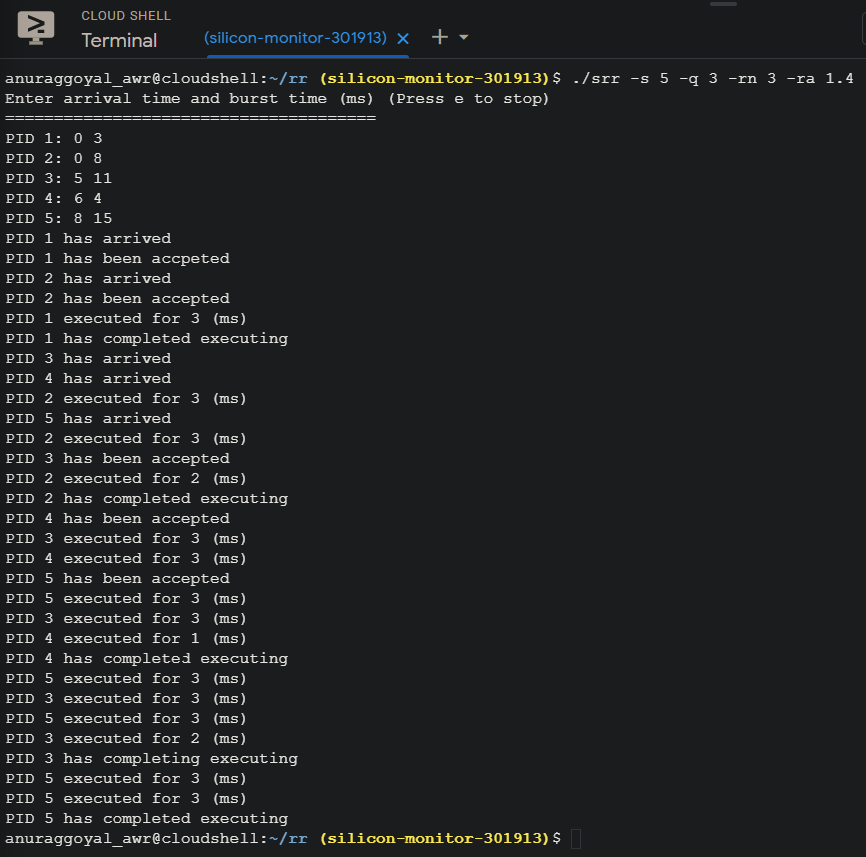 CLOUD SHELL
Terminal (silicon-monitor-301913) × +
anuraggoyal_awr@cloudshell:~/rr (silicon-monitor-301913)$ ./srr -s 5 -q 3 -rn 3 -ra 1.4
Enter arrival time and burst time (ms) (Press e to stop)
======================================
PID 1: 0 3
PID 2: 0 8
PID 3: 5 11
PID 4: 6 4
PID 5: 8 15
PID 1 has arrived
PID 1 has been accpeted
PID 2 has arrived
PID 2 has been accepted
PID 1 executed for 3 (ms)
PID 1 has completed executing
PID 3 has arrived
PID 4 has arrived
PID 2 executed for 3 (ms)
PID 5 has arrived
PID 2 executed for 3 (ms)
PID 3 has been accepted
PID 2 executed for 2 (ms)
PID 2 has completed executing
PID 4 has been accepted
PID 3 executed for 3 (ms)
PID 4 executed for 3 (ms)
PID 5 has been accepted
PID 5 executed for 3 (ms)
PID 3 executed for 3 (ms)
PID 4 executed for 1 (ms)
PID 4 has completed executing
PID 5 executed for 3 (ms)
PID 3 executed for 3 (ms)
PID 5 executed for 3 (ms)
PID 3 executed for 2 (ms)
PID 3 has completing executing
PID 5 executed for 3 (ms)
PID 5 executed for 3 (ms)
PID 5 has completed executing
anuraggoyal_awr@cloudshell:~/rr (silicon-monitor-301913)$